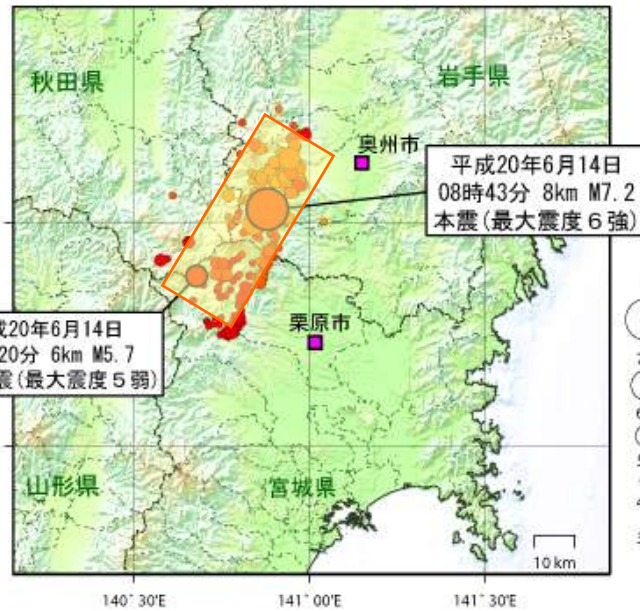 秋田県
岩手県
奥州市
平成20年6月14日
08時43分 8km M7.2
本震(最大震度6強)
20年6月14日
20分 6km M5.7
(最大震度5弱)
栗原市
山形県
宮城県
10 km
140°30'E
141°00'E
141°30'E